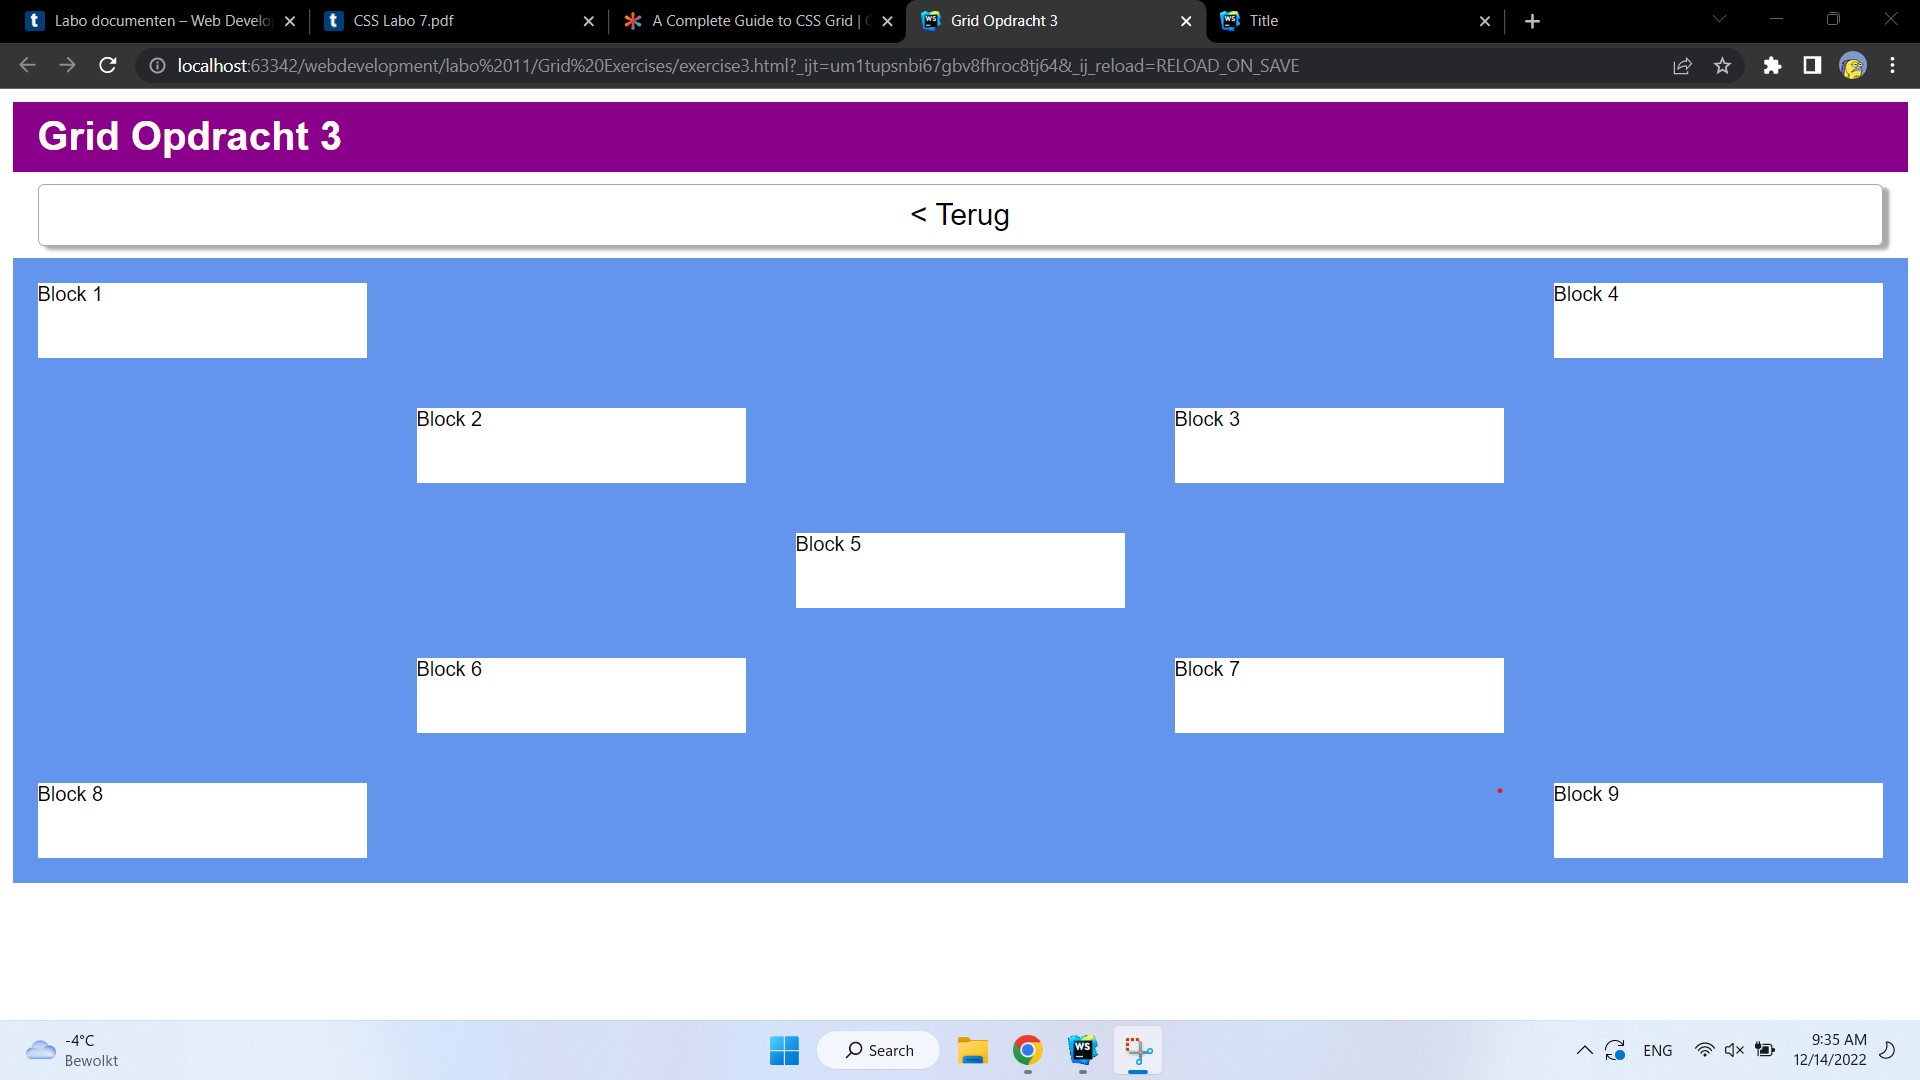 Labo documenten – Web Develo
CSS Labo 7.pdf
A Complete Guide to CSS Grid |
Grid Opdracht 3
Title
localhost:63342/webdevelopment/labo%2011/Grid%20Exercises/exercise3.html?_ijt=um1tupsnbi67gbv8fhroc8tj64&_ij_reload=RELOAD_ON_SAVE
Grid Opdracht 3
< Terug
Block 1
Block 4
Block 2
Block 3
Block 5
Block 6
Block 7
Block 8
Block 9
-4°C
Bewolkt
Search
ENG
9:35 AM
12/14/2022